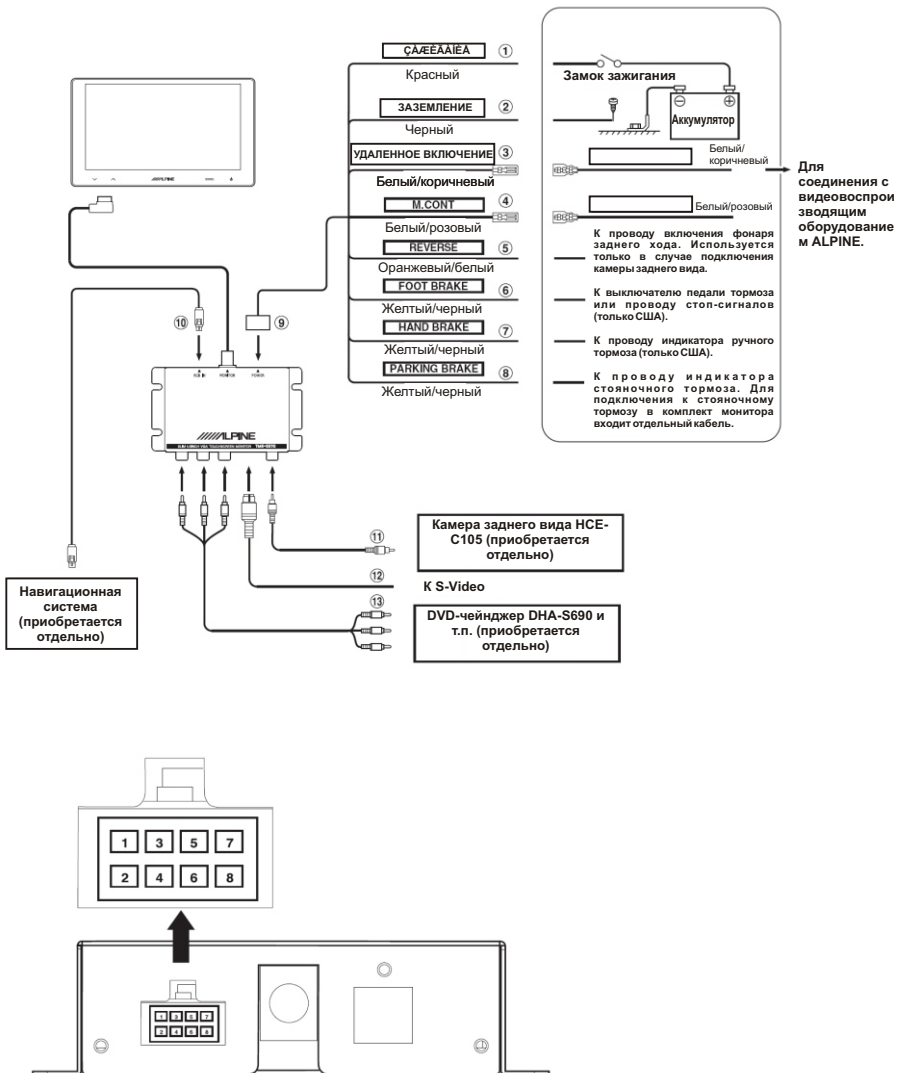 ÇÀÆÈÃÀÍÈÅ 1
Красный
ЗАЗЕМЛЕНИЕ 2
Черный
УДАЛЕННОЕ ВКЛЮЧЕНИЕ 3
Белый/коричневый
M.CONT 4
Белый/розовый
REVERSE 5
Оранжевый/белый
FOOT BRAKE 6
Желтый/черный
HAND BRAKE 7
Желтый/черный
PARKING BRAKE 8
Желтый/черный
Замок зажигания
Аккумулятор
Белый/
коричневый
Белый/розовый
Для
соединения с
видеовоспрои
зводящим
оборудование
м ALPINE.
К проводу включения фонаря
заднего хода. Используется
только в случае подключения
камеры заднего вида.
К выключателю педали тормоза
или проводу стоп-сигналов
(только США).
К проводу индикатора ручного
тормоза (только США).
К проводу индикатора
стояночного тормоза. Для
подключения к стояночному
тормозу в комплект монитора
входит отдельный кабель.
ALPINE
10
9
RGB IN
MONITOR
POWER
ALPINE
11
Камера заднего вида HCE-
C105 (приобретается
отдельно)
12
К S-Video
13
DVD-чейнджер DHA-S690 и
т.п. (приобретается
отдельно)
Навигационная
система
(приобретается
отдельно)
1 3 5 7
2 4 6 8
1 3 5 7
2 4 6 8